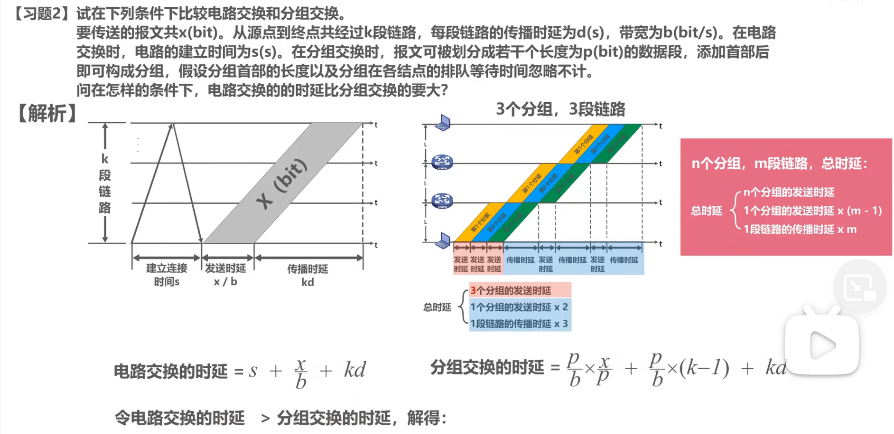 【习题2】试在下列条件下比较电路交换和分组交换。
要传送的报文共x(bit)。从源点到终点共经过k段链路，每段链路的传播时延为d(s)，带宽为b(bit/s)。在电路
交换时，电路的建立时间为s(s)。在分组交换时，报文可被划分成若干个长度为p(bit)的数据段，添加首部后
即可构成分组，假设分组首部的长度以及分组在各结点的排队等待时间忽略不计。
问在怎样的条件下，电路交换的的时延比分组交换的要大？
【解析】
k
段
链
路
t
t
t
t
X (bit)
建立连接
时间s
发送时延
x / b
传播时延
kd
3个分组，3段链路
t
t
t
t
第1个分组
第1个分组
第1个分组
发送
时延
发送
时延
发送
时延
传播时延
发送
时延
传播时延
发送
时延
传播时延
总时延
3个分组的发送时延
1个分组的发送时延 x 2
1段链路的传播时延 x 3
n个分组，m段链路，总时延：
总时延
n个分组的发送时延
1个分组的发送时延 x (m - 1)
1段链路的传播时延 x m
电路交换的时延 = s + x/b + kd
分组交换的时延 = p/b × x/p + p/b ×(k-1) + kd
令电路交换的时延 > 分组交换的时延，解得：